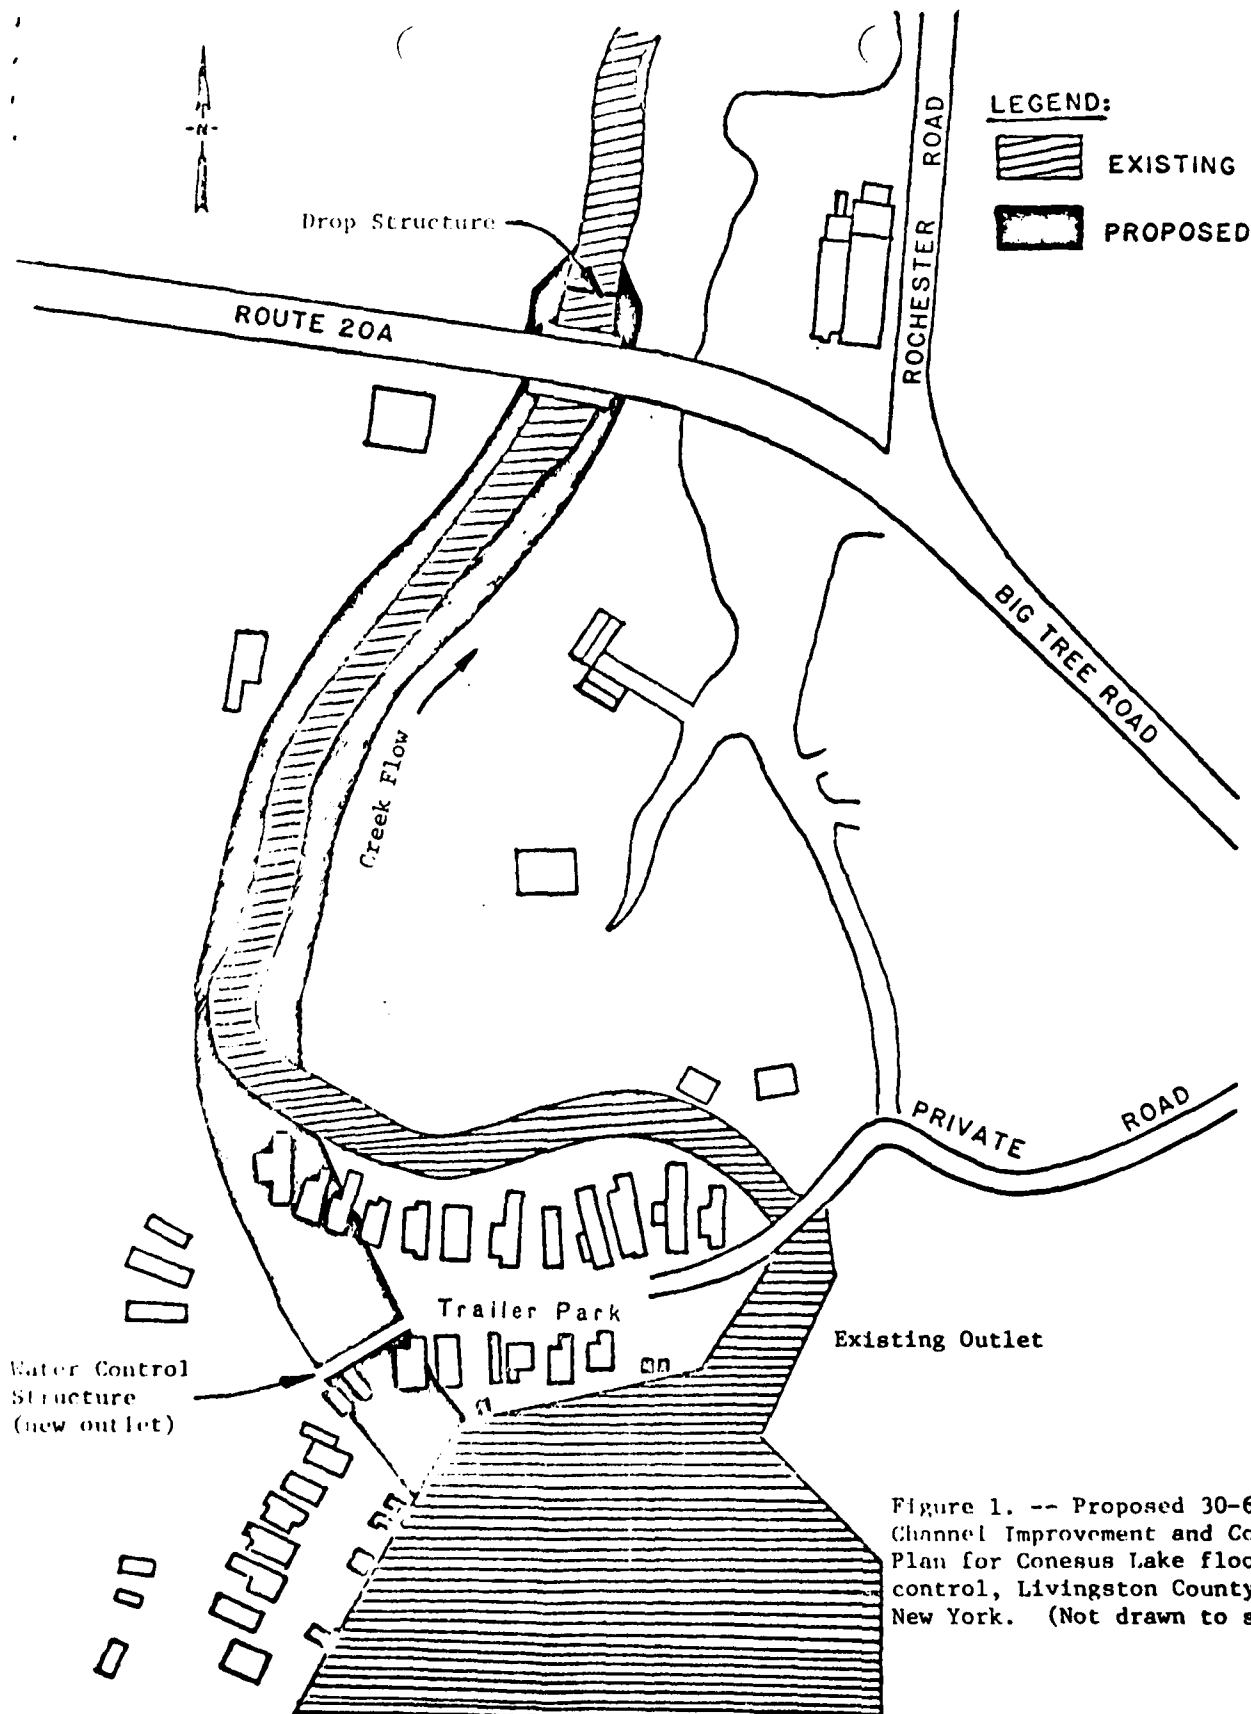 -N-
LEGEND:
EXISTING
PROPOSED
ROCHESTER ROAD
Drop Structure
ROUTE 20A
BIG TREE ROAD
Creek Flow
PRIVATE ROAD
Trailer Park
Existing Outlet
Water Control
Structure
(new outlet)
Figure 1. -- Proposed 30-6
Channel Improvement and
Plan for Conesus Lake
control, Livingston County
New York. (Not drawn to